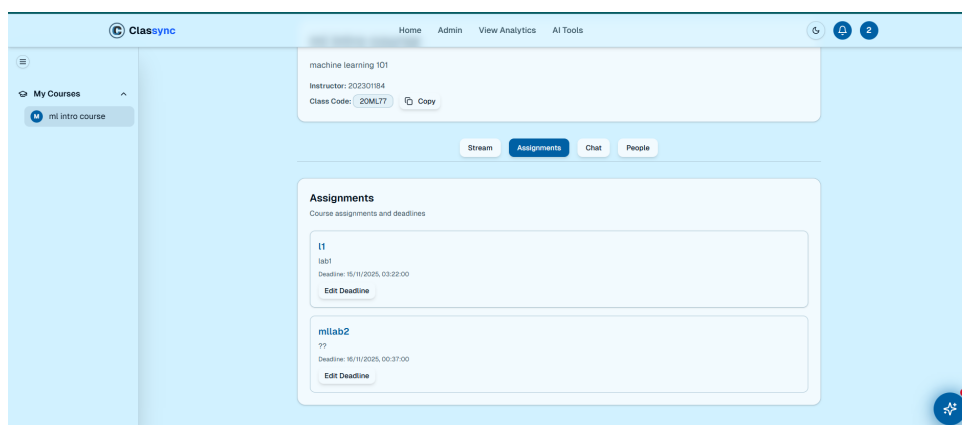 C Classync
Home Admin View Analytics AI Tools
2
machine learning 101
Instructor: 202301184
Class Code: 20ML77 Copy
My Courses
M ml intro course
Stream Assignments Chat People
Assignments
Course assignments and deadlines
l1
lab1
Deadline: 15/11/2025, 03:22:00
Edit Deadline
mllab2
??
Deadline: 16/11/2025, 00:37:00
Edit Deadline